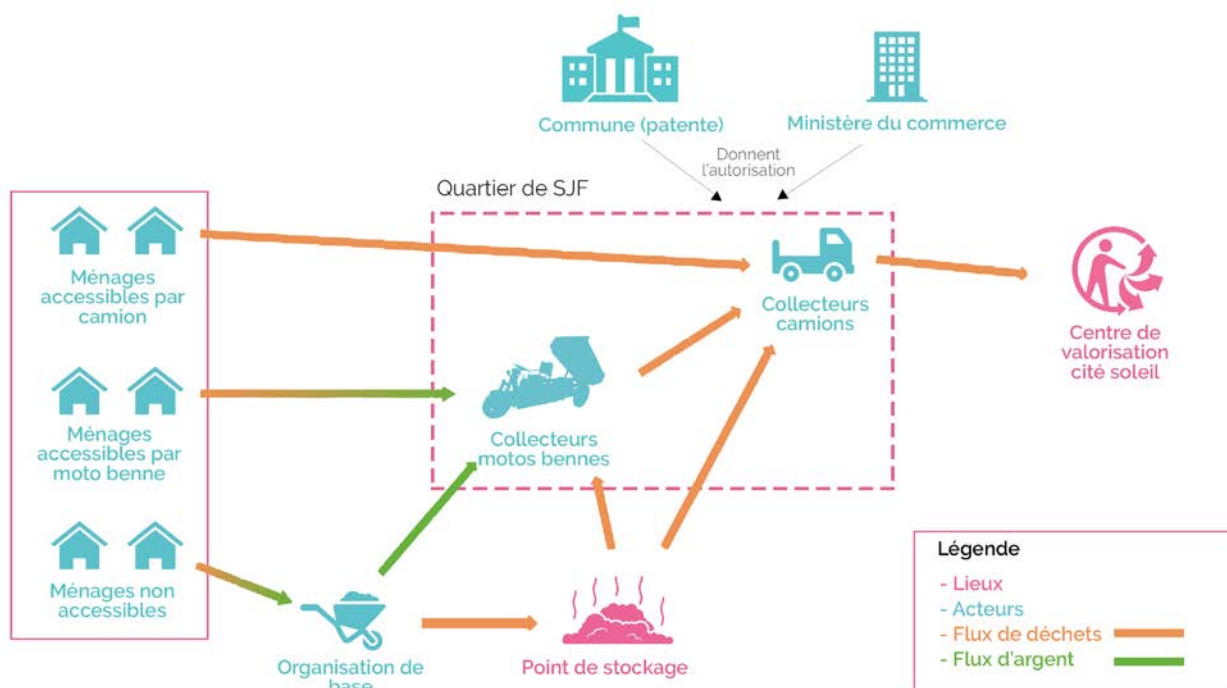 Commune (patente)
Ministère du commerce
Donnent
l'autorisation
Quartier de SJF
Ménages
accessibles par
camion
Collecteurs
camions
Centre de
valorisation
cité soleil
Ménages
accessibles par
moto benne
Collecteurs
motos bennes
Ménages non
accessibles
Organisation de
base
Point de stockage
Légende
- Lieux
- Acteurs
- Flux de déchets
- Flux d'argent